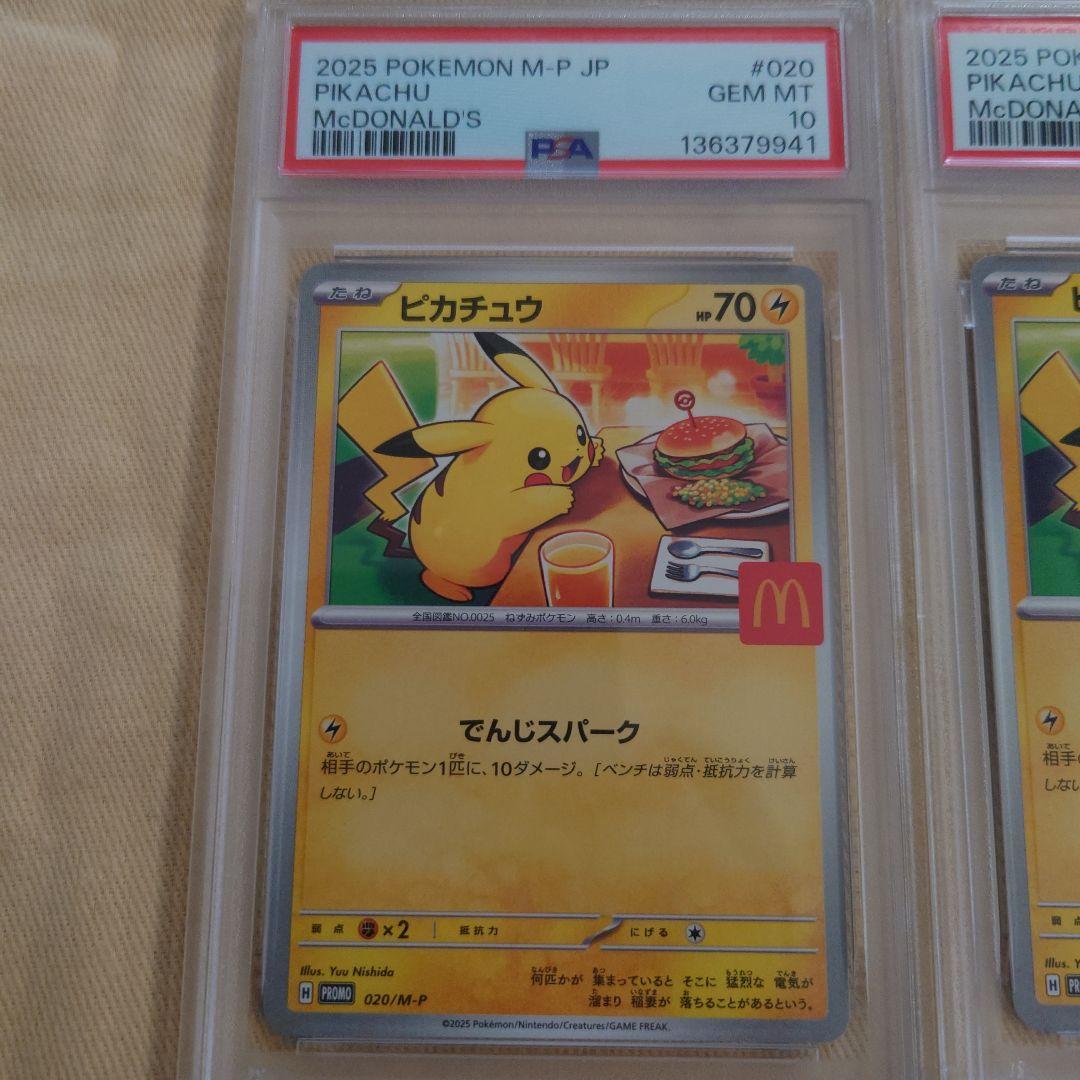 2025 POKEMON M-P JP #020
PIKACHU GEM MT
McDONALD'S 10
PSA 136379941
たね ピカチュウ HP70
全国図鑑NO.0025 ねずみポケモン 高さ:0.4m 重さ:6.0kg
でんじスパーク
相手のポケモン1匹に、10ダメージ。[ベンチは弱点・抵抗力を計算
しない。]
弱点 ×2 抵抗力 にげる
Illus. Yuu Nishida
何匹かが 集まっていると そこに 猛烈な 電気が
溜まり 稲妻が 落ちることがあるという。
H PROMO 020/M-P
©2025 Pokémon/Nintendo/Creatures/GAME FREAK.
2025 POK
PIKACHU
McDONA
たね
相手の
しない
弱点
Illus. Y
H